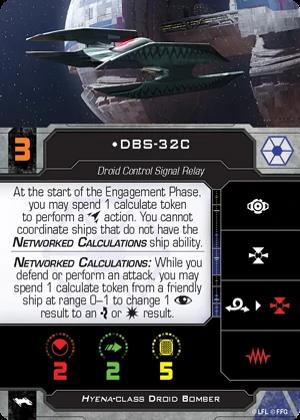 •DBS-32C
3
Droid Control Signal Relay
At the start of the Engagement Phase,
you may spend 1 calculate token
to perform a action. You cannot
coordinate ships that do not have the
NETWORKED CALCULATIONS ship ability.
NETWORKED CALCULATIONS: While you
defend or perform an attack, you may
spend 1 calculate token from a friendly
ship at range 0–1 to change 1
result to an or result.
2 2 5
HYENA-CLASS DROID BOMBER
©LFL ©FFG